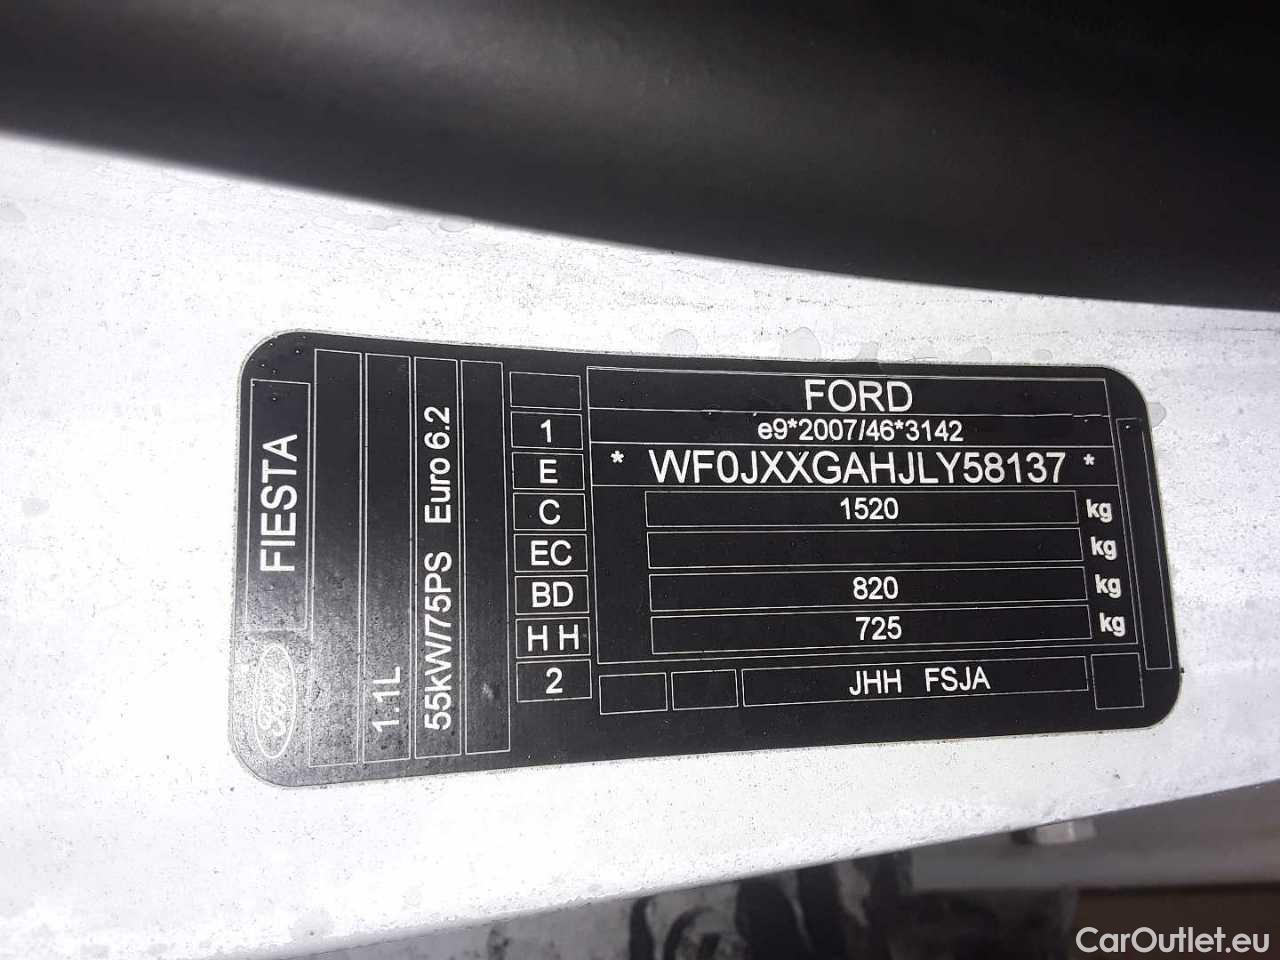 FORD
1 e9*2007/46*3142
E * WF0JXXGAHJLY58137 *
C 1520 kg
EC kg
BD 820 kg
H H 725 kg
2 JHH FSJA
Ford FIESTA
1.1L
55kW/75PS Euro 6.2
CarOutlet.eu